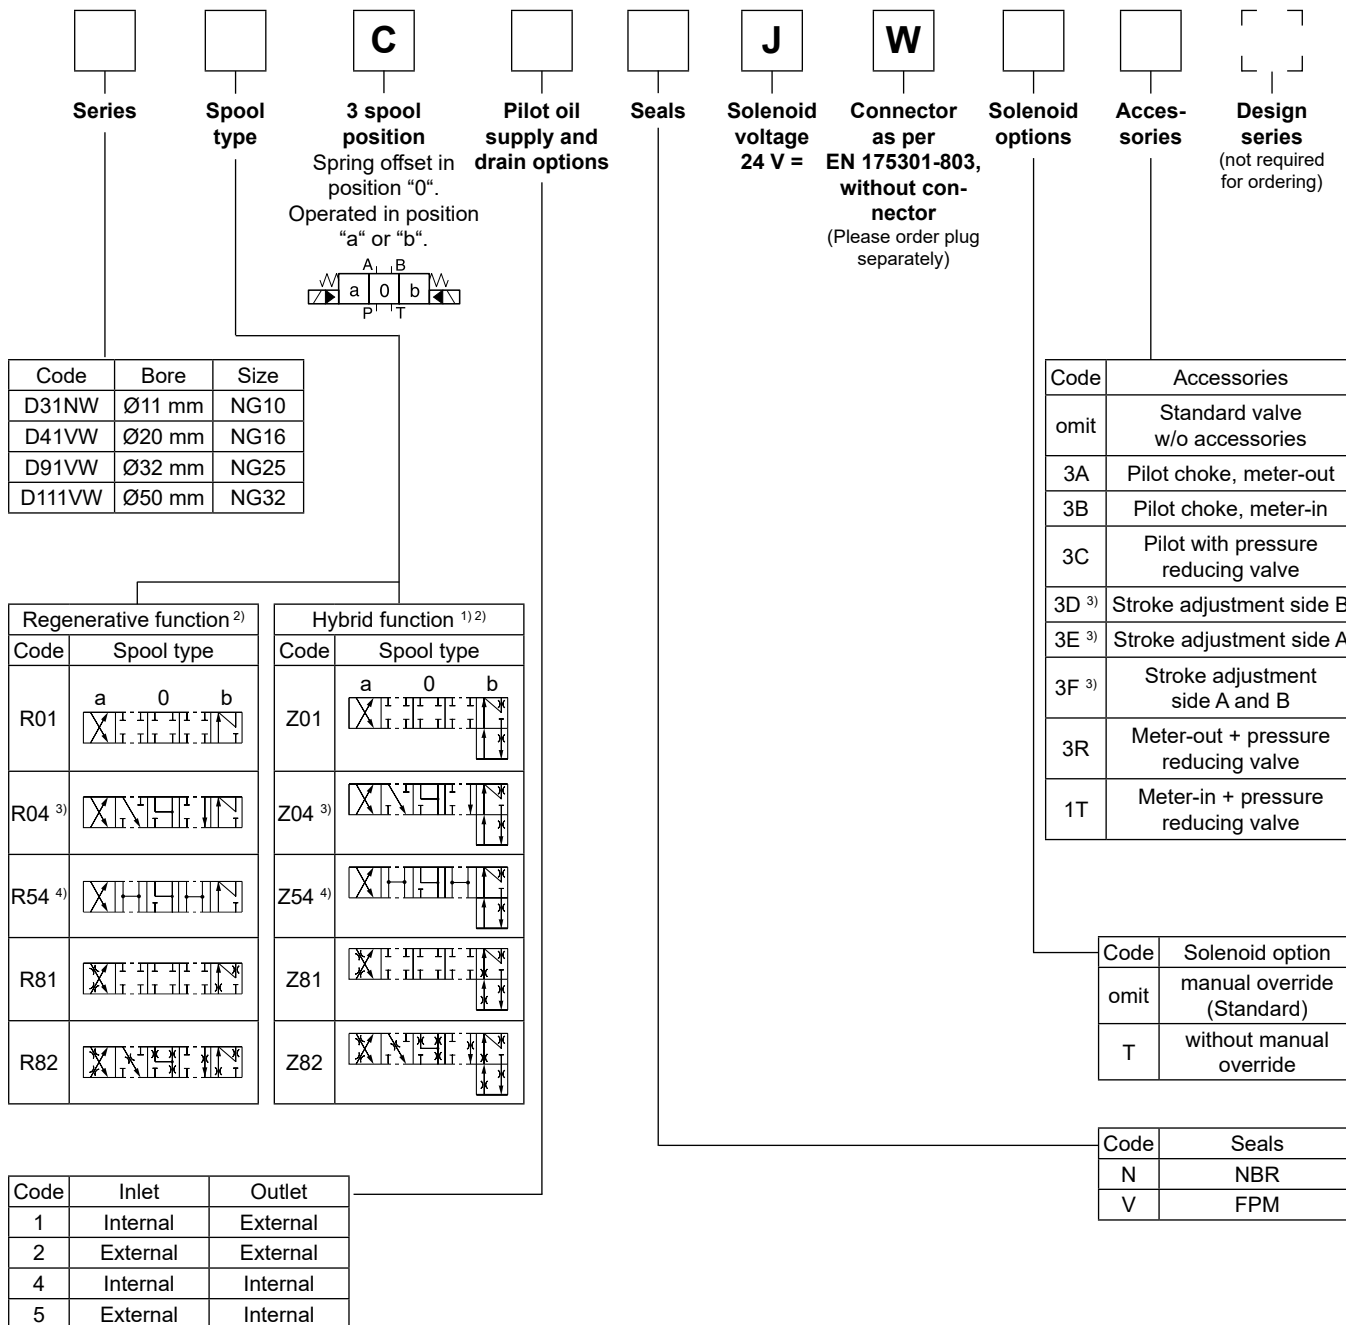 C J W
Series
Spool
type
3 spool
position
Spring offset in
position “0“.
Operated in position
“a“ or “b“.
A B
a 0 b
P T
Pilot oil
supply and
drain options
Seals
Solenoid
voltage
24 V =
Connector
as per
EN 175301-803,
without con-
nector
(Please order plug
separately)
Solenoid
options
Acces-
sories
Design
series
(not required
for ordering)
Code Bore Size
D31NW Ø11 mm NG10
D41VW Ø20 mm NG16
D91VW Ø32 mm NG25
D111VW Ø50 mm NG32
Regenerative function 2)
Code Spool type
a 0 b
R01
R04 3)
R54 4)
R81
R82
Hybrid function 1) 2)
Code Spool type
a 0 b
Z01
Z04 3)
Z54 4)
Z81
Z82
Code Inlet Outlet
1 Internal External
2 External External
4 Internal Internal
5 External Internal
Code Accessories
omit Standard valve
w/o accessories
3A Pilot choke, meter-out
3B Pilot choke, meter-in
3C Pilot with pressure
reducing valve
3D 3) Stroke adjustment side B
3E 3) Stroke adjustment side A
3F 3) Stroke adjustment
side A and B
3R Meter-out + pressure
reducing valve
1T Meter-in + pressure
reducing valve
Code Solenoid option
omit manual override
(Standard)
T without manual
override
Code Seals
N NBR
V FPM